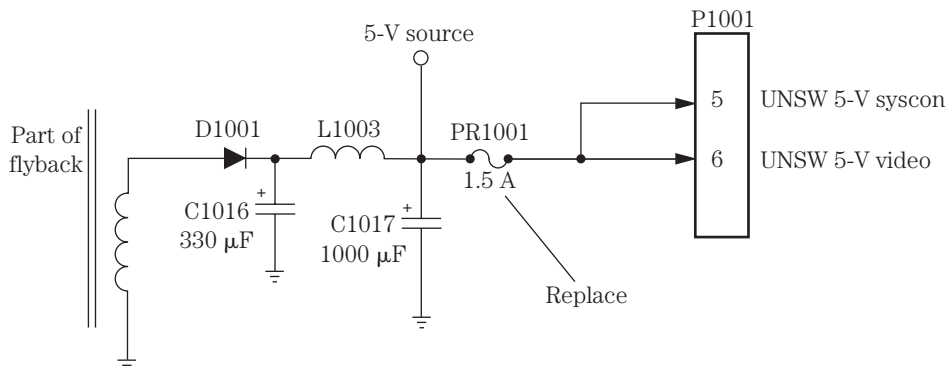 P1001
5-V source
5
UNSW 5-V syscon
Part of
flyback
D1001
L1003
PR1001
6
UNSW 5-V video
1.5 A
+
C1016
330 μF
+
C1017
1000 μF
Replace